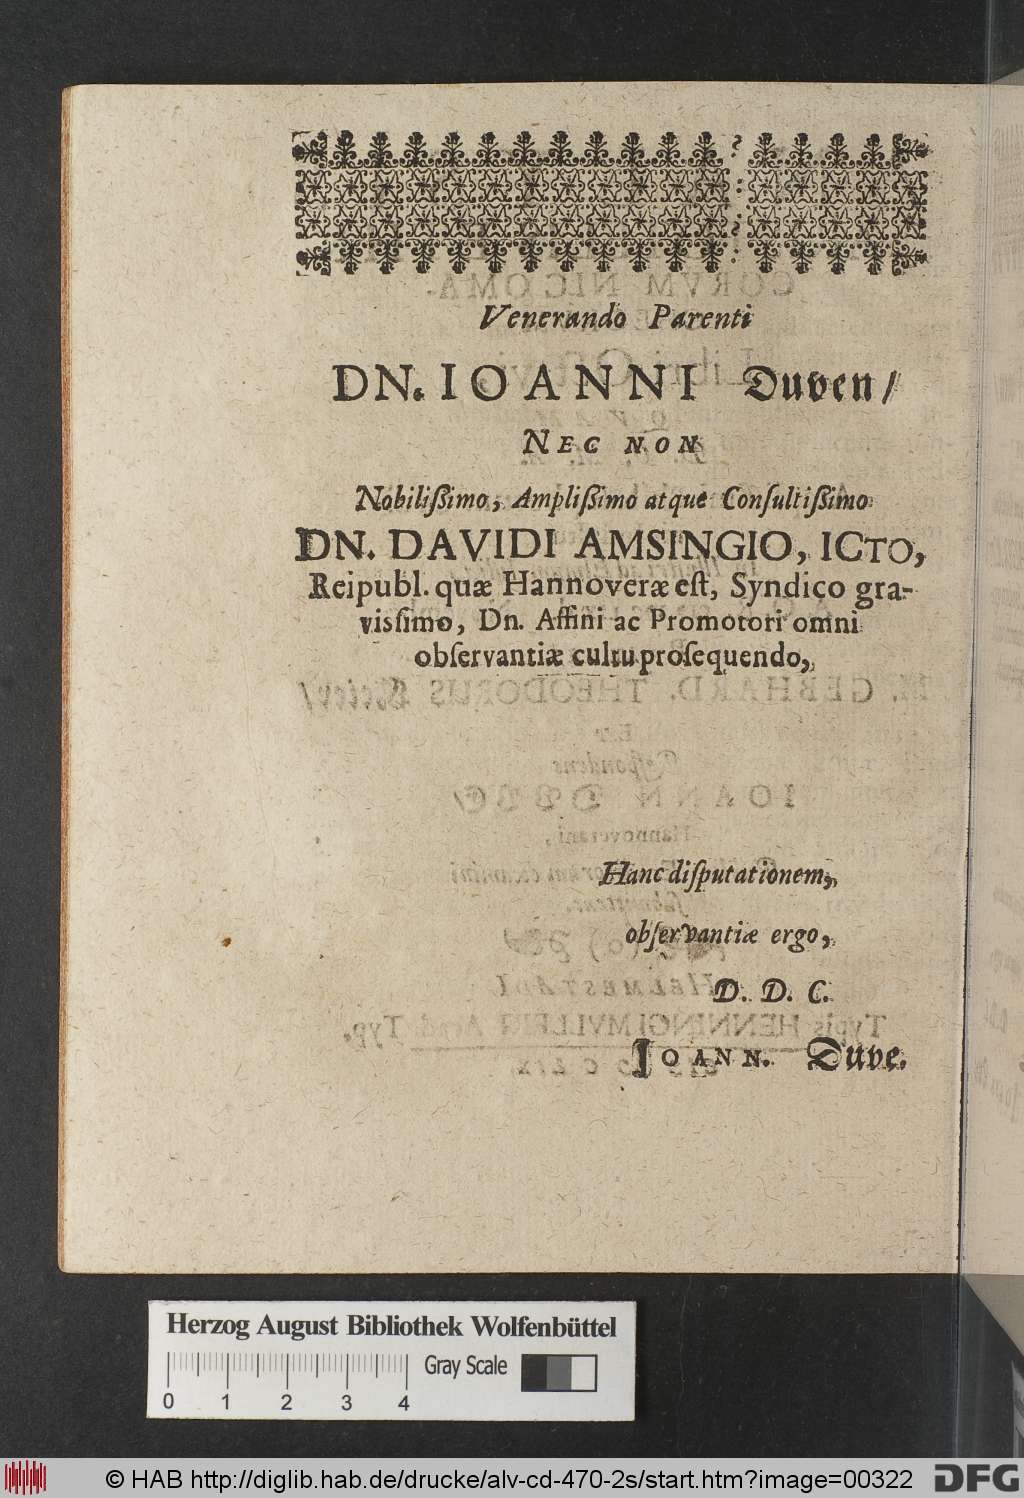 Venerando Parenti
DN. IOANNI Duven/
NEC NON
Nobiliſſimo, Ampliſſimo atque Conſultiſſimo
DN. DAVIDI AMSINGIO, ICTO,
Reipubl. quæ Hannoveræ eſt, Syndico gra-
viſſimo, Dn. Affini ac Promotori omni
obſervantiæ cultu proſequendo,
Hanc diſputationem,
obſervantiæ ergo,
D. D. C.
IOANN. Duve.
Herzog August Bibliothek Wolfenbüttel
Gray Scale
0 1 2 3 4
© HAB http://diglib.hab.de/drucke/alv-cd-470-2s/start.htm?image=00322
DFG